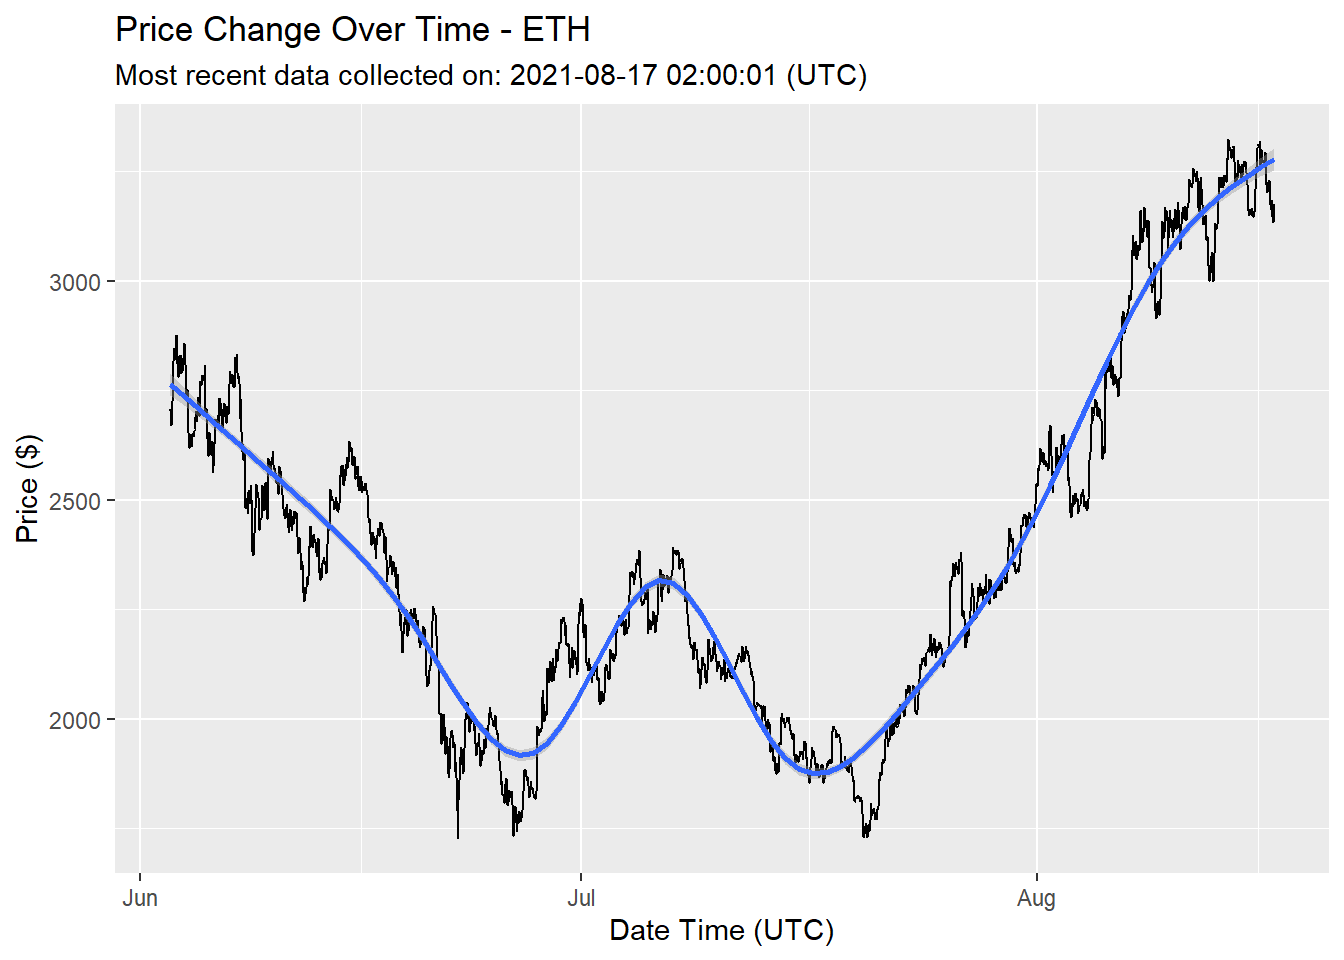 Price Change Over Time - ETH
Most recent data collected on: 2021-08-17 02:00:01 (UTC)
Price ($)
3000
2500
2000
Jun
Jul
Aug
Date Time (UTC)